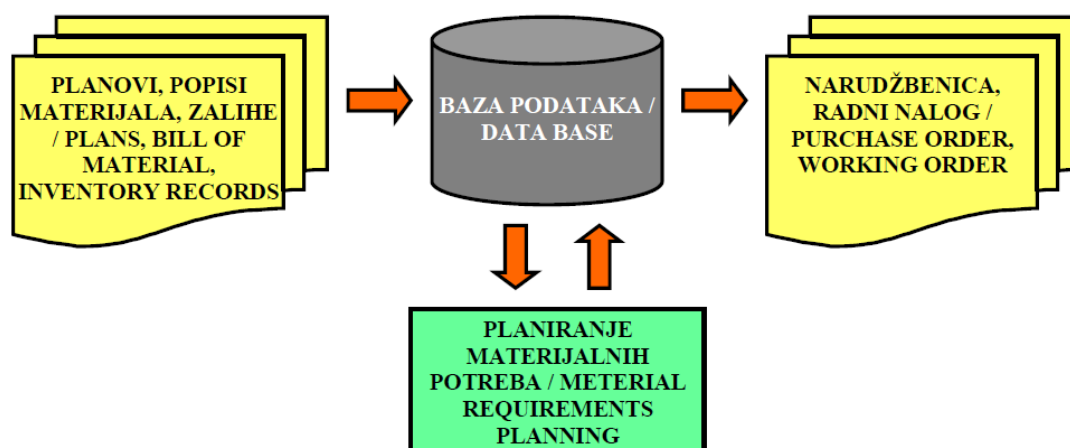 PLANOVI, POPISI
MATERIJALA, ZALIHE
/ PLANS, BILL OF
MATERIAL,
INVENTORY RECORDS
BAZA PODATAKA /
DATA BASE
NARUDŽBENICA,
RADNI NALOG /
PURCHASE ORDER,
WORKING ORDER
PLANIRANJE
MATERIJALNIH
POTREBA / METERIAL
REQUIREMENTS
PLANNING